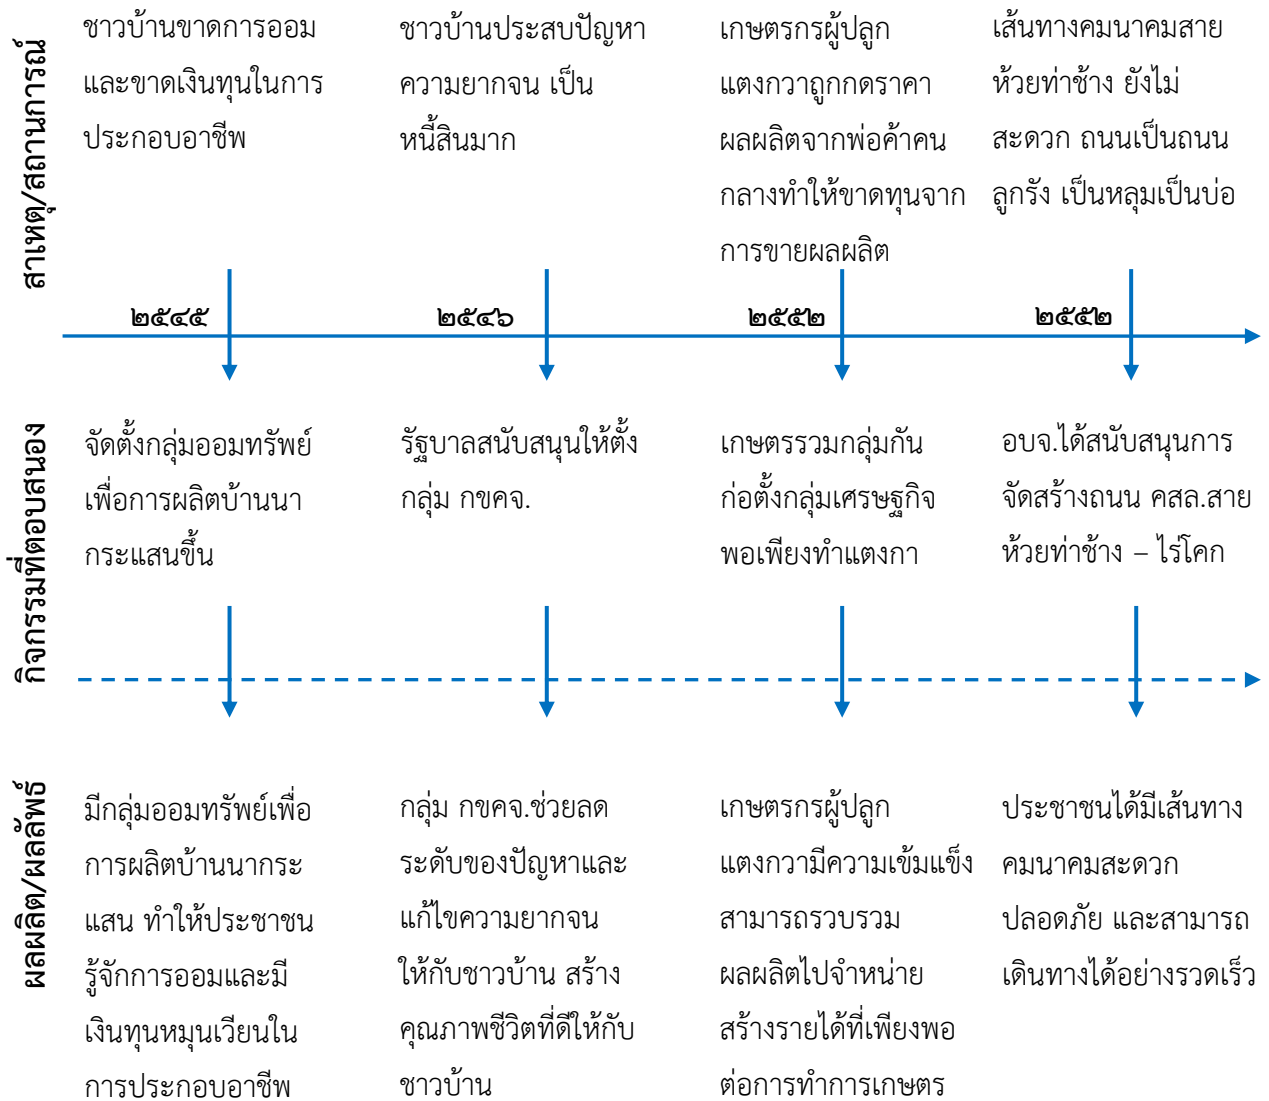 สาเหตุ/สถานการณ์
ชาวบ้านขาดการออม
และขาดเงินทุนในการ
ประกอบอาชีพ
ชาวบ้านประสบปัญหา
ความยากจน เป็น
หนี้สินมาก
เกษตรกรผู้ปลูก
แตงกวาถูกกดราคา
ผลผลิตจากพ่อค้าคน
กลางทำให้ขาดทุนจาก
การขายผลผลิต
เส้นทางคมนาคมสาย
ห้วยท่าช้าง ยังไม่
สะดวก ถนนเป็นถนน
ลูกรัง เป็นหลุมเป็นบ่อ
๒๕๔๕
๒๕๔๖
๒๕๕๒
๒๕๕๒
กิจกรรมที่ตอบสนอง
จัดตั้งกลุ่มออมทรัพย์
เพื่อการผลิตบ้านนา
กระแสนขึ้น
รัฐบาลสนับสนุนให้ตั้ง
กลุ่ม กขคจ.
เกษตรรวมกลุ่มกัน
ก่อตั้งกลุ่มเศรษฐกิจ
พอเพียงทำแตงกา
อบจ.ได้สนับสนุนการ
จัดสร้างถนน คสล.สาย
ห้วยท่าช้าง – ไร่โคก
ผลผลิต/ผลลัพธ์
มีกลุ่มออมทรัพย์เพื่อ
การผลิตบ้านนากระ
แสน ทำให้ประชาชน
รู้จักการออมและมี
เงินทุนหมุนเวียนใน
การประกอบอาชีพ
กลุ่ม กขคจ.ช่วยลด
ระดับของปัญหาและ
แก้ไขความยากจน
ให้กับชาวบ้าน สร้าง
คุณภาพชีวิตที่ดีให้กับ
ชาวบ้าน
เกษตรกรผู้ปลูก
แตงกวามีความเข้มแข็ง
สามารถรวบรวม
ผลผลิตไปจำหน่าย
สร้างรายได้ที่เพียงพอ
ต่อการทำการเกษตร
ประชาชนได้มีเส้นทาง
คมนาคมสะดวก
ปลอดภัย และสามารถ
เดินทางได้อย่างรวดเร็ว